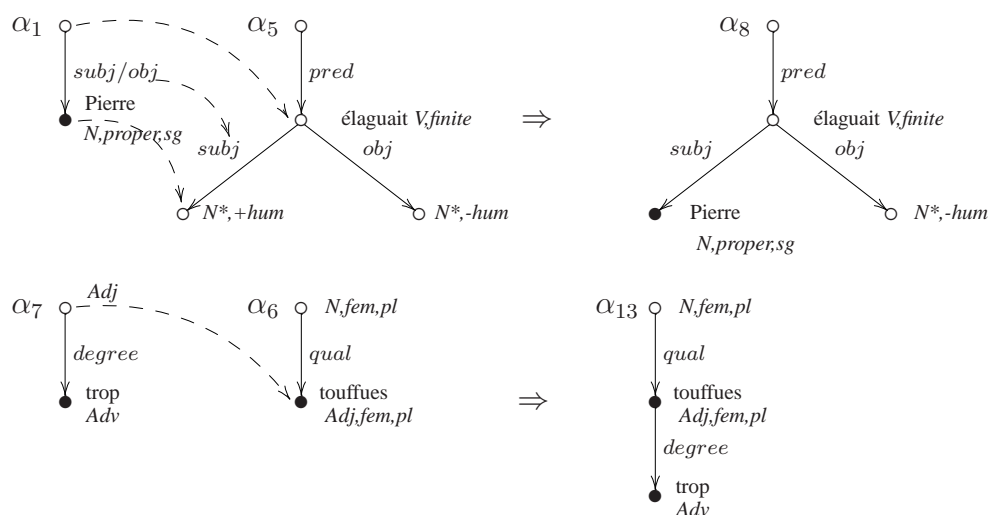 α1 α5 α8
subj/obj pred pred
Pierre élaguait V,finite ⇒ élaguait V,finite
N,proper,sg subj obj subj obj
N*,+hum N*,-hum Pierre N*,-hum
N,proper,sg
α7 Adj α6 N,fem,pl α13 N,fem,pl
degree qual qual
trop touffues ⇒ touffues
Adv Adj,fem,pl Adj,fem,pl
degree
trop
Adv